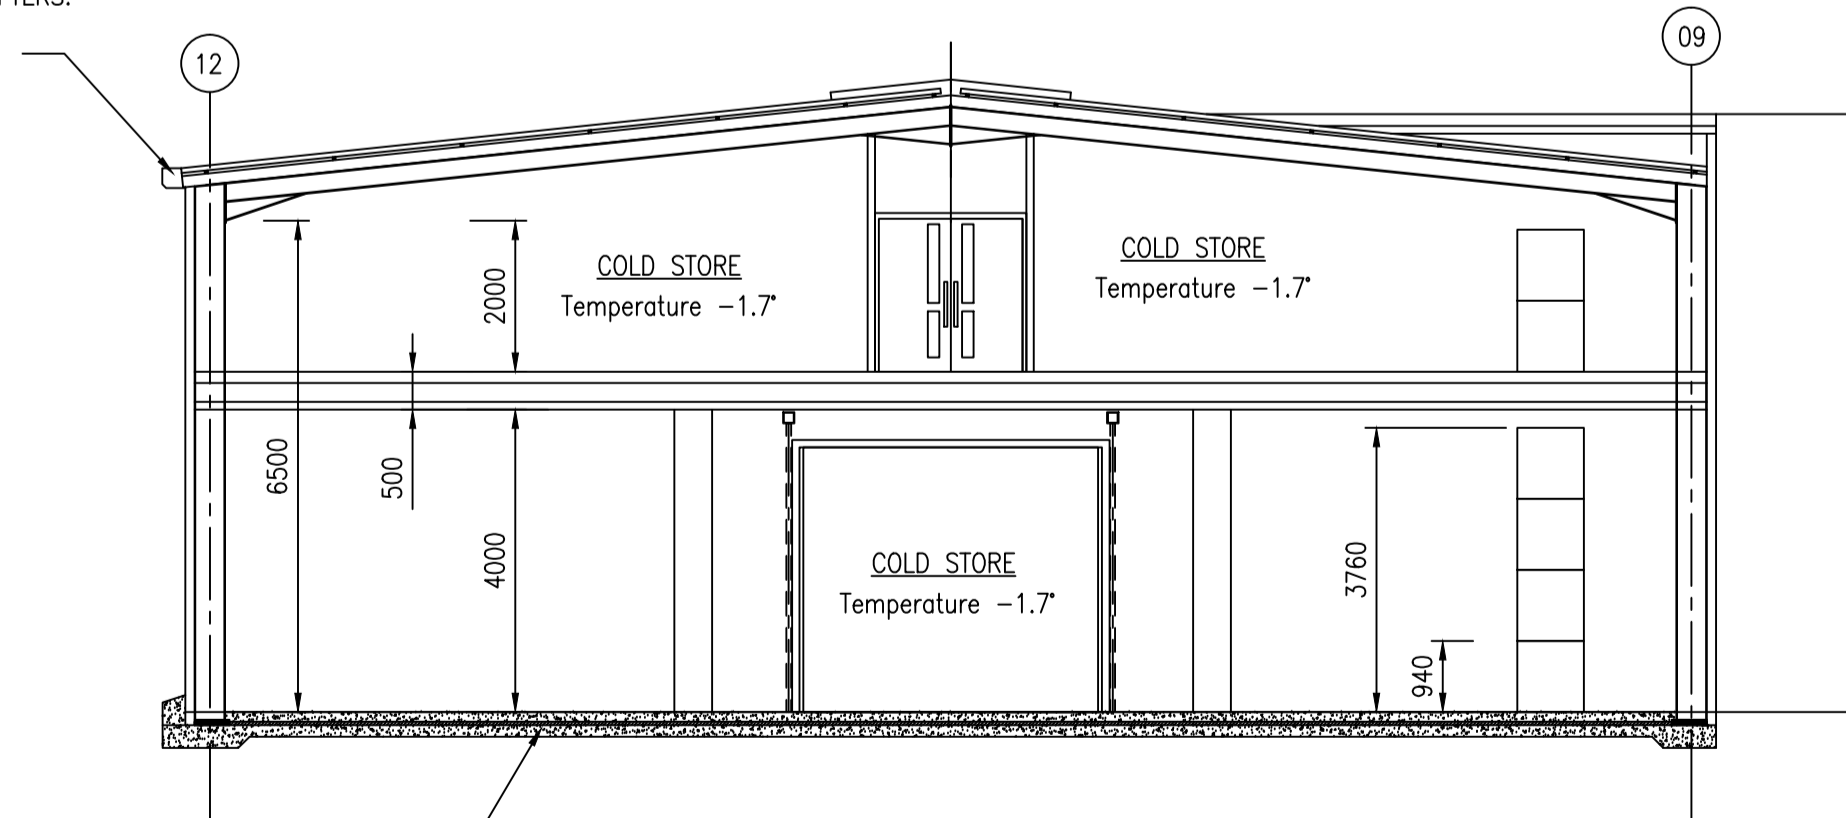 12
09
COLD STORE
Temperature -1.7°
COLD STORE
Temperature -1.7°
2000
6500
500
4000
COLD STORE
Temperature -1.7°
3760
940